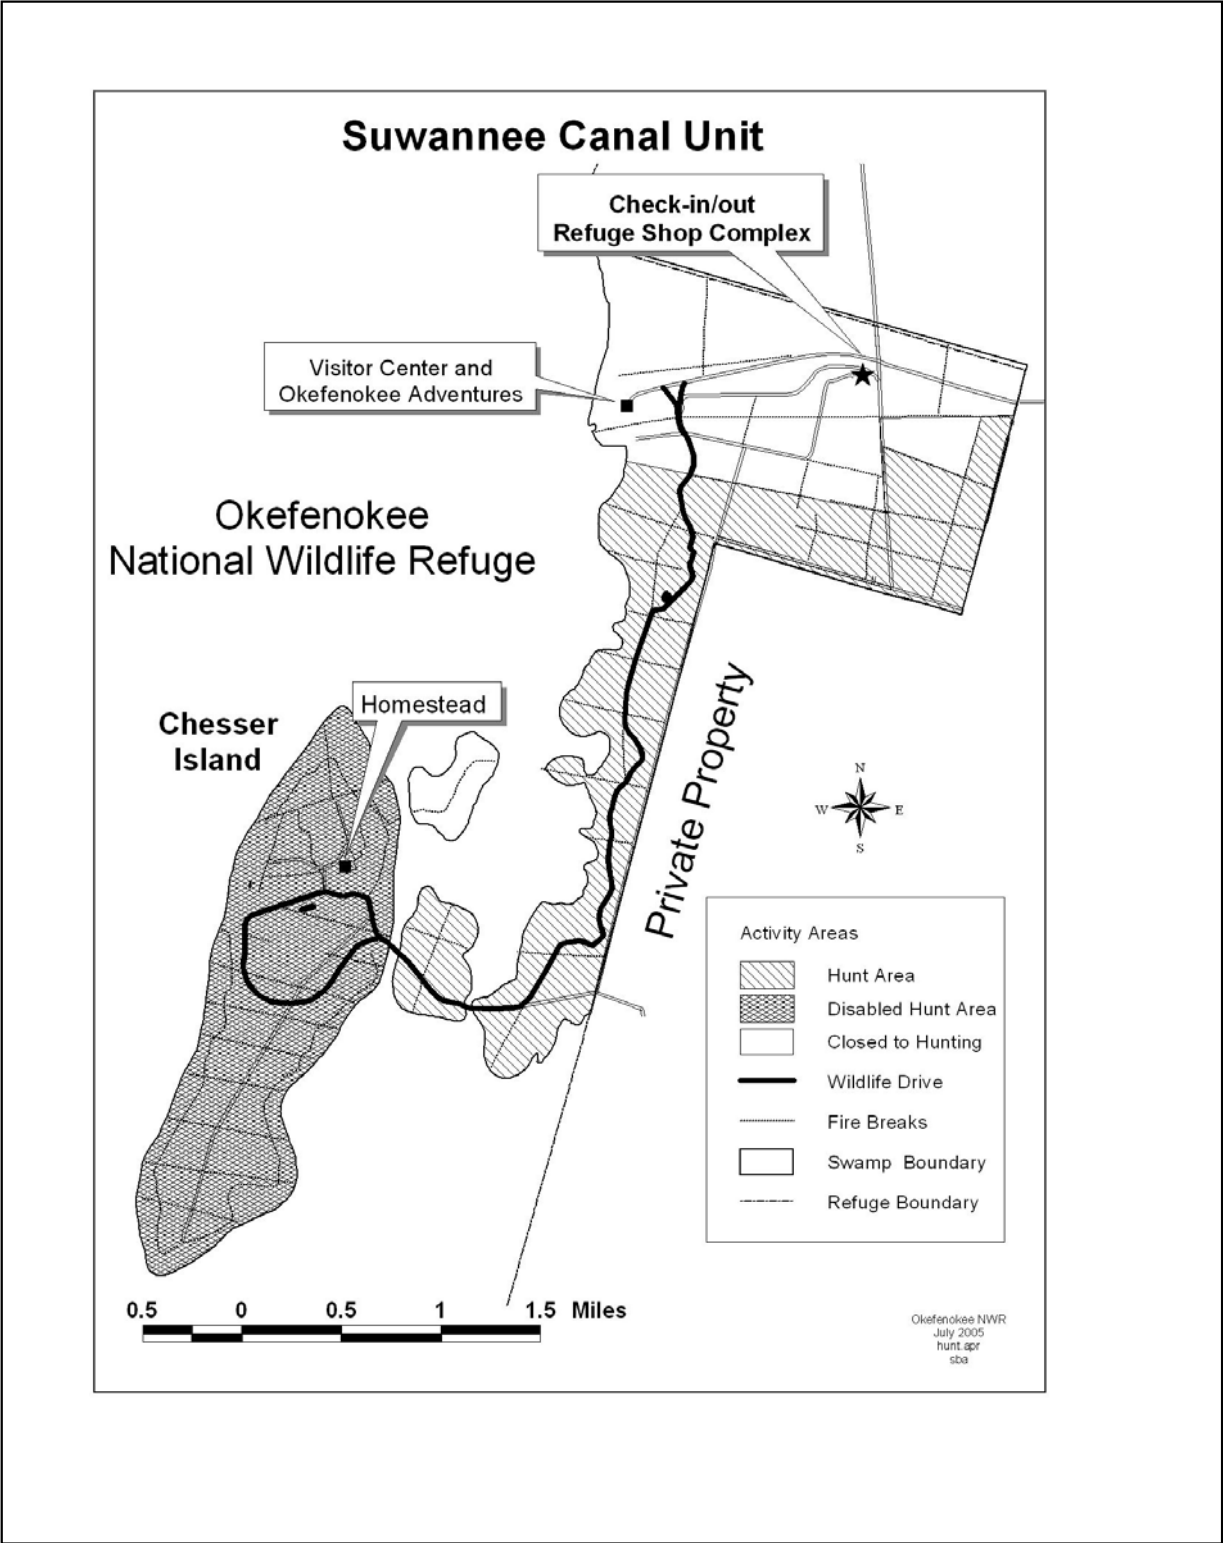 Suwannee Canal Unit
Check-in/out
Refuge Shop Complex
Visitor Center and
Okefenokee Adventures
Okefenokee
National Wildlife Refuge
Homestead
Chesser
Island
Private Property
N
W
E
S
Activity Areas
Hunt Area
Disabled Hunt Area
Closed to Hunting
Wildlife Drive
Fire Breaks
Swamp Boundary
Refuge Boundary
0.5 0 0.5 1 1.5 Miles
Okefenokee NWR
July 2005
hunt.apr
sba